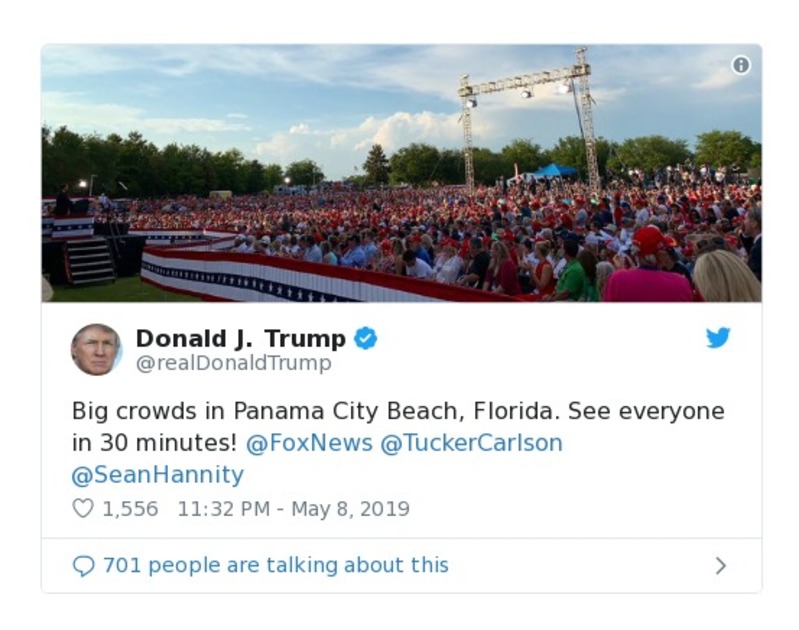 Donald J. Trump
@realDonaldTrump
Big crowds in Panama City Beach, Florida. See everyone
in 30 minutes! @FoxNews @TuckerCarlson
@SeanHannity
1,556 11:32 PM - May 8, 2019
701 people are talking about this